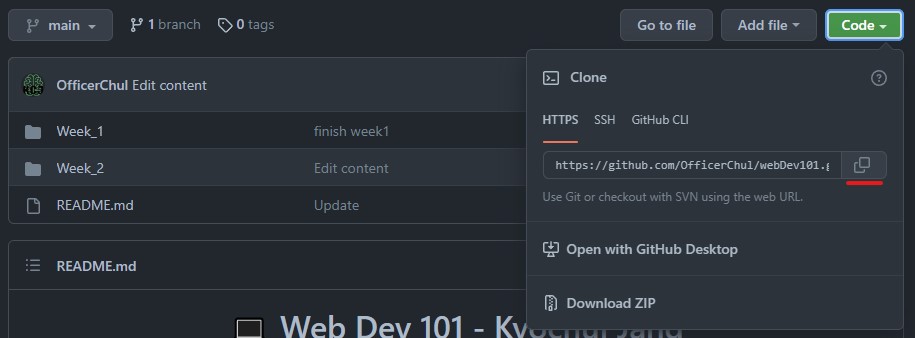 main
1 branch
0 tags
Go to file
Add file
Code
OfficerChul Edit content
Week_1 finish week1
Week_2 Edit content
README.md Update
README.md
Web Dev 101 -
Clone
HTTPS SSH GitHub CLI
https://github.com/OfficerChul/webDev101.g
Use Git or checkout with SVN using the web URL.
Open with GitHub Desktop
Download ZIP